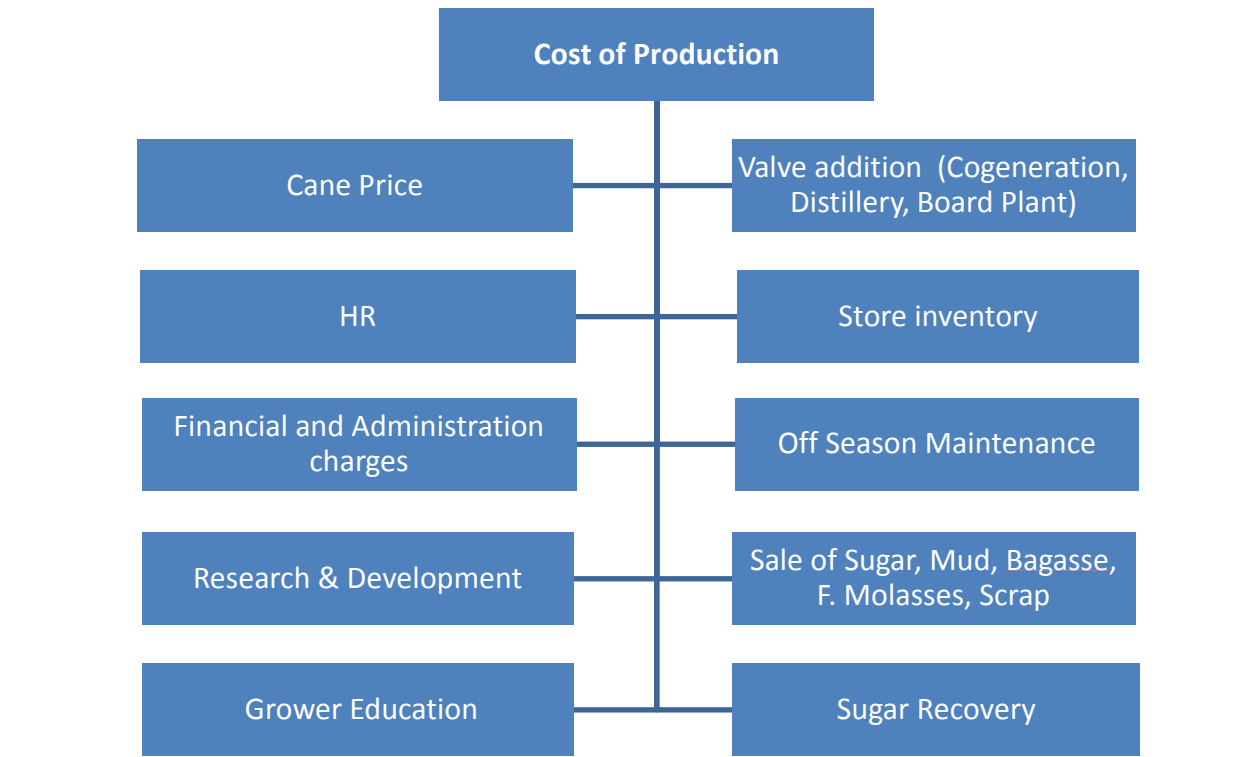 Cost of Production
Cane Price
Valve addition  (Cogeneration,
Distillery, Board Plant)
HR
Store inventory
Financial and Administration
charges
Off Season Maintenance
Research & Development
Sale of Sugar, Mud, Bagasse,
F. Molasses, Scrap
Grower Education
Sugar Recovery